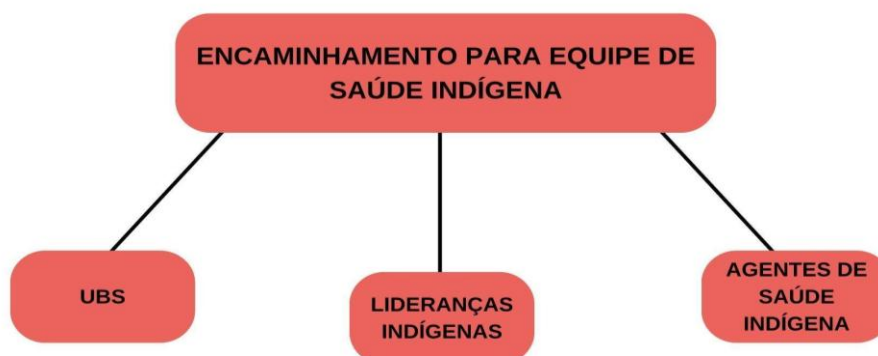 ENCAMINHAMENTO PARA EQUIPE DE
SAÚDE INDÍGENA
UBS
LIDERANÇAS
INDÍGENAS
AGENTES DE
SAÚDE
INDÍGENA